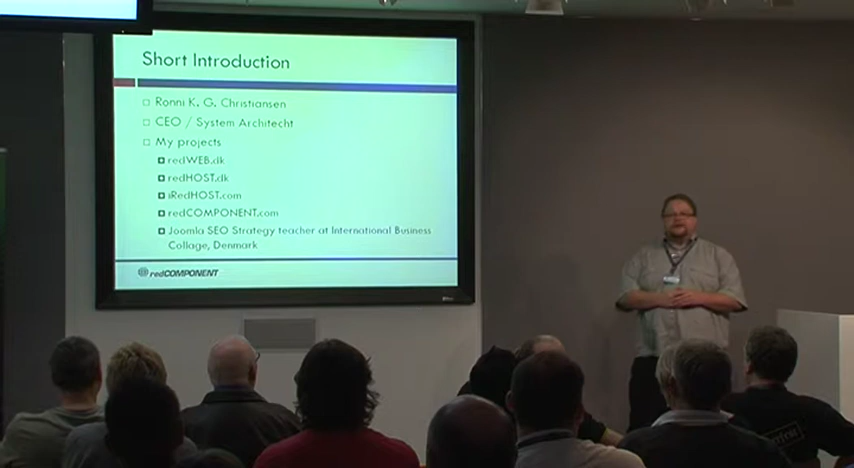 Short Introduction
Ronni K. G. Christiansen
CEO / System Architecht
My projects
redWEB.dk
redHOST.dk
iRedHOST.com
redCOMPONENT.com
Joomla SEO Strategy teacher at International Business
Collage, Denmark
redCOMPONENT